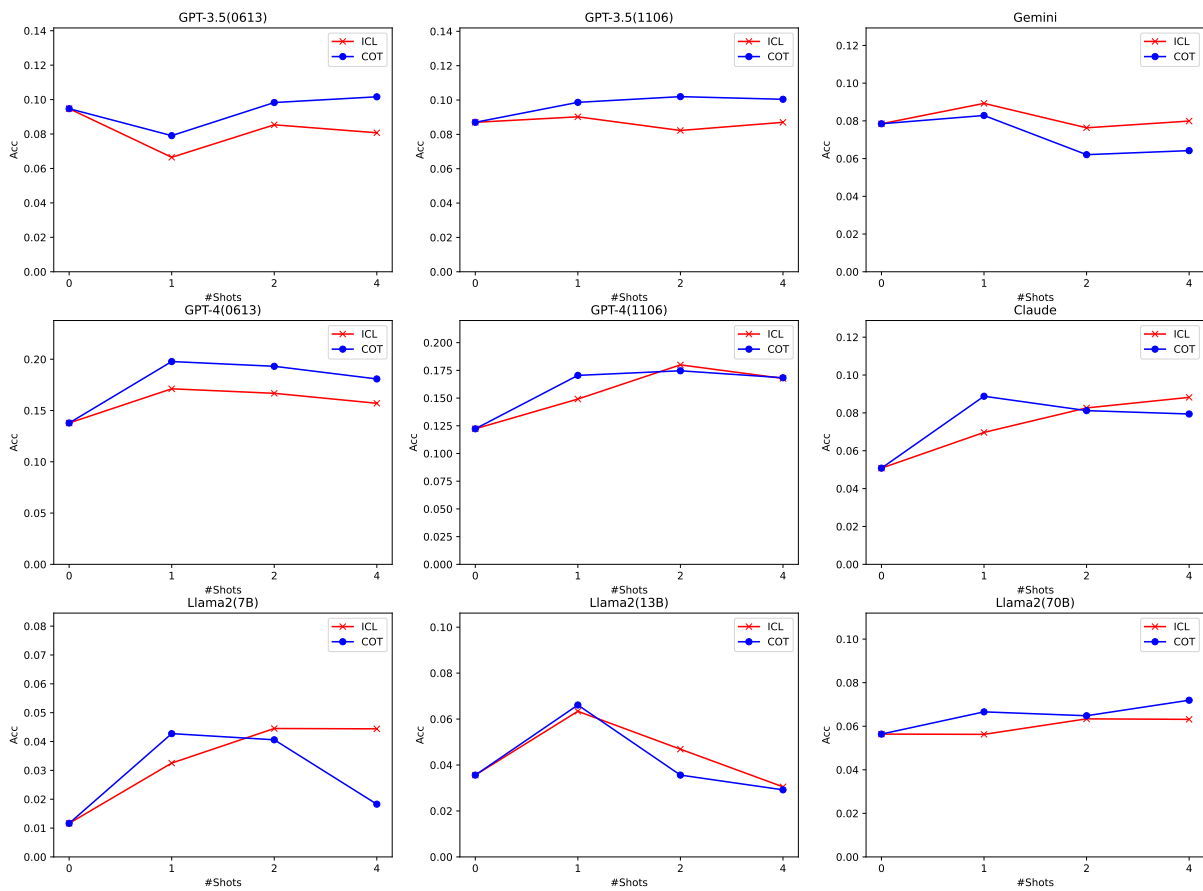 GPT-3.5(0613)
0.14
0.12
0.10
0.08
0.06
0.04
0.02
0.00
Acc
ICL
COT
0 1 2 4
#Shots
GPT-3.5(1106)
0.14
0.12
0.10
0.08
0.06
0.04
0.02
0.00
Acc
ICL
COT
0 1 2 4
#Shots
Gemini
0.12
0.10
0.08
0.06
0.04
0.02
0.00
Acc
ICL
COT
0 1 2 4
#Shots
GPT-4(0613)
0.20
0.15
0.10
0.05
0.00
Acc
ICL
COT
0 1 2 4
#Shots
GPT-4(1106)
0.200
0.175
0.150
0.125
0.100
0.075
0.050
0.025
0.000
Acc
ICL
COT
0 1 2 4
#Shots
Claude
0.12
0.10
0.08
0.06
0.04
0.02
0.00
Acc
ICL
COT
0 1 2 4
#Shots
Llama2(7B)
0.08
0.07
0.06
0.05
0.04
0.03
0.02
0.01
0.00
Acc
ICL
COT
0 1 2 4
#Shots
Llama2(13B)
0.10
0.08
0.06
0.04
0.02
0.00
Acc
ICL
COT
0 1 2 4
#Shots
Llama2(70B)
0.10
0.08
0.06
0.04
0.02
0.00
Acc
ICL
COT
0 1 2 4
#Shots